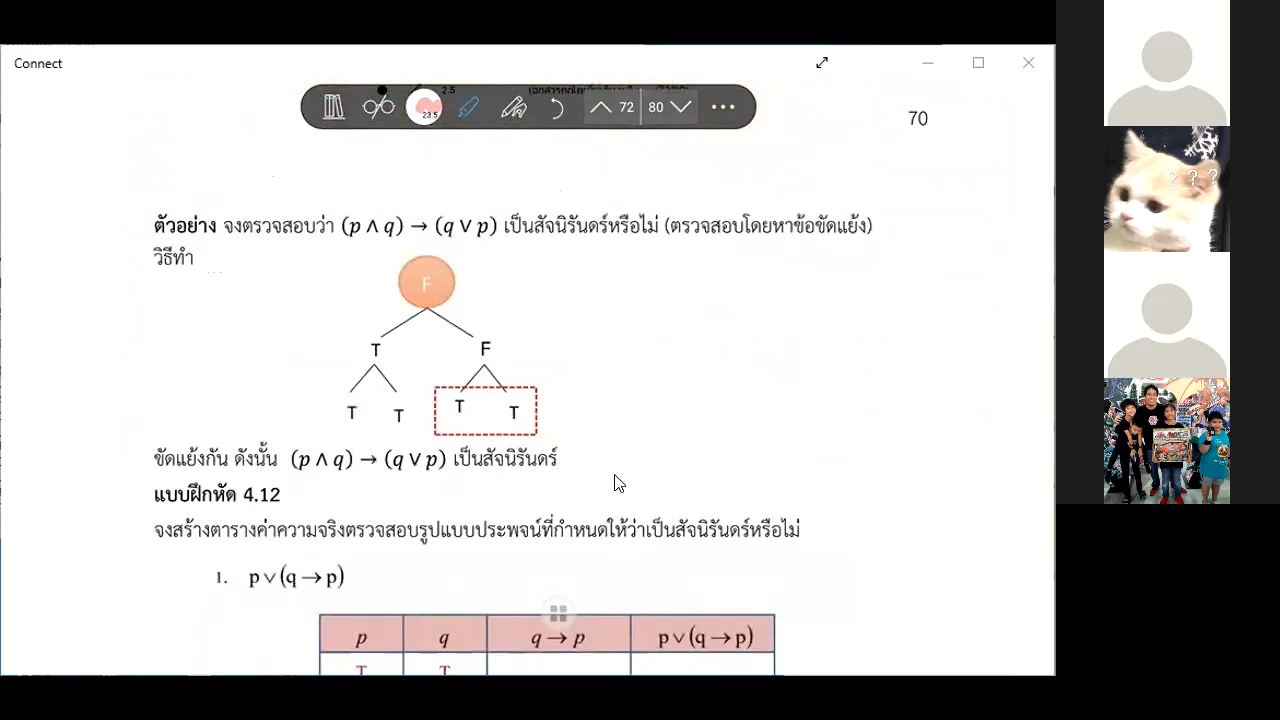 Connect
2.5
23.5
72
80
70
ตัวอย่าง จงตรวจสอบว่า (p ∧ q) → (q ∨ p) เป็นสัจนิรันดร์หรือไม่ (ตรวจสอบโดยหาข้อขัดแย้ง)
วิธีทำ
F
T F
T T T T
ขัดแย้งกัน ดังนั้น (p ∧ q) → (q ∨ p) เป็นสัจนิรันดร์
แบบฝึกหัด 4.12
จงสร้างตารางค่าความจริงตรวจสอบรูปแบบประพจน์ที่กำหนดให้ว่าเป็นสัจนิรันดร์หรือไม่
1. p ∨ (q → p)
p q q → p p ∨ (q → p)
T T
? ? ?